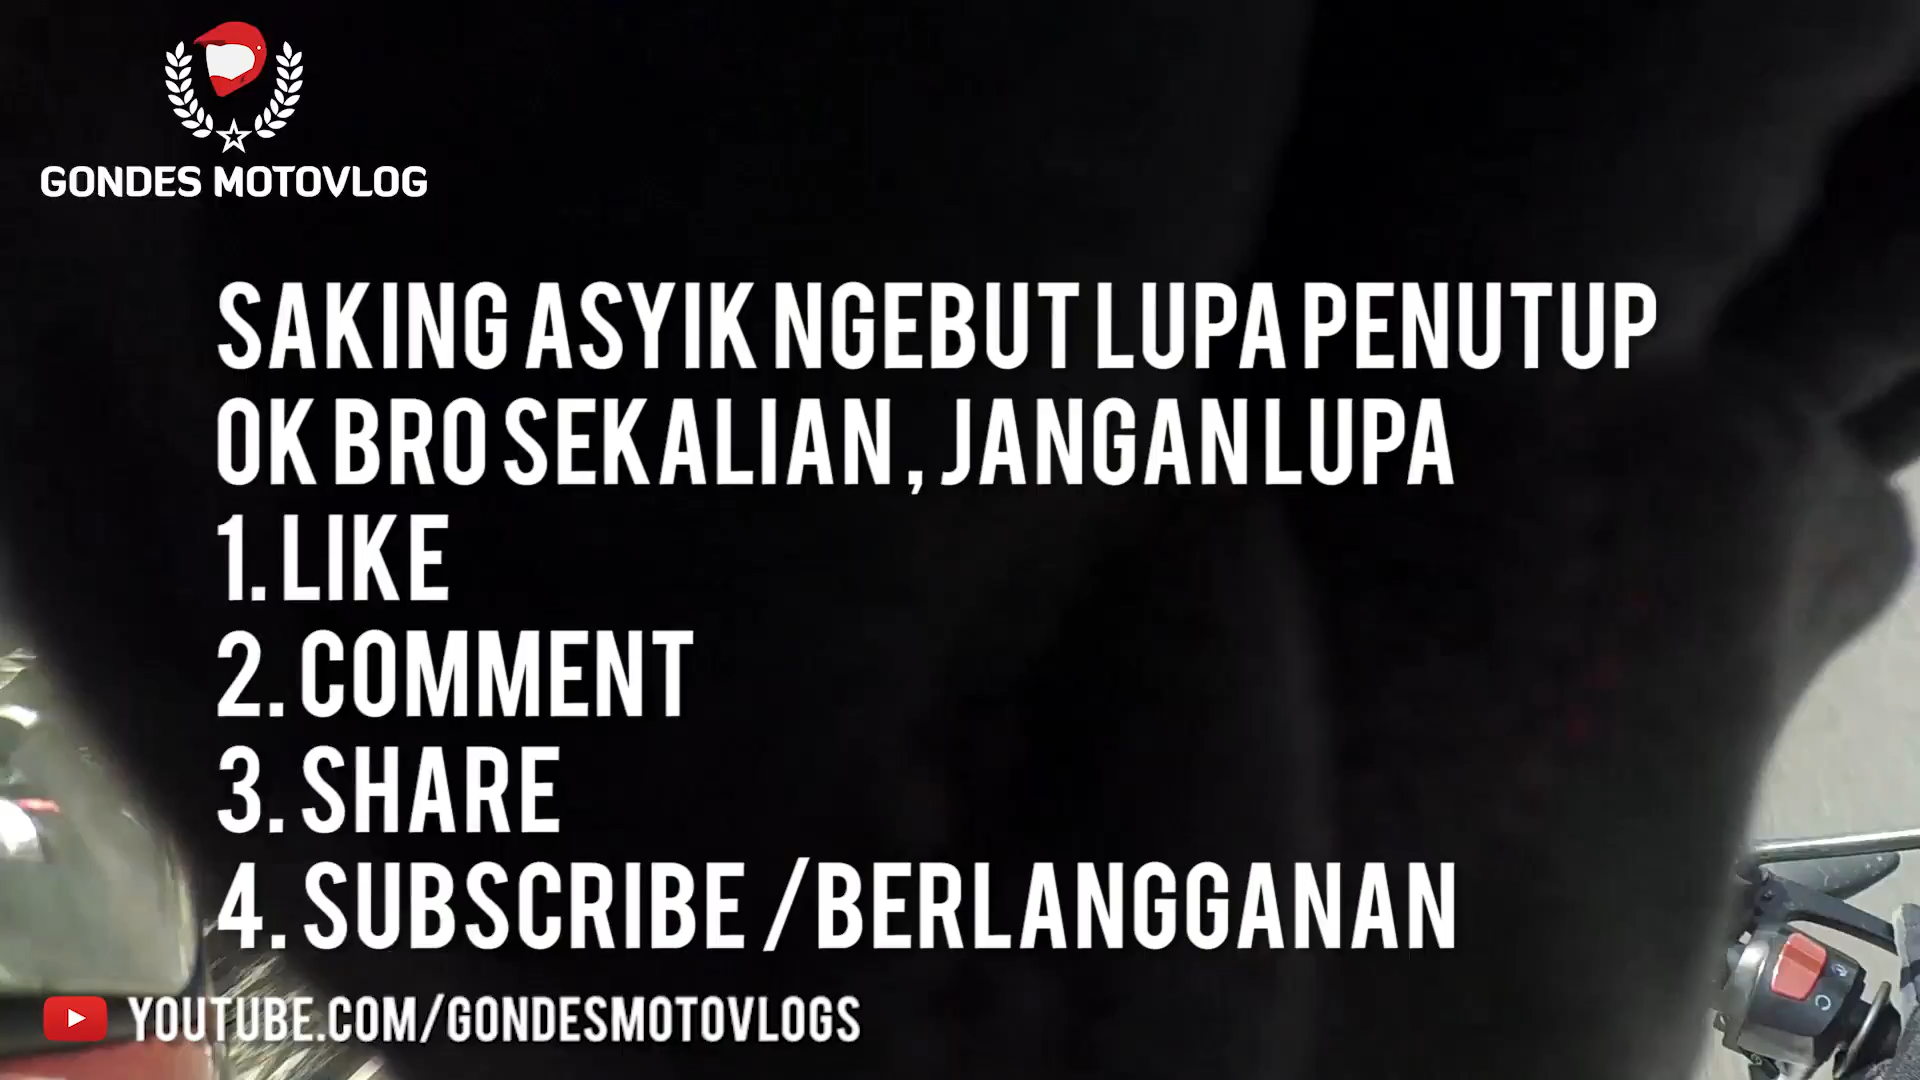 GONDES MOTOVLOG
SAKING ASYIK NGEBUT LUPA PENUTUP
OK BRO SEKALIAN , JANGAN LUPA
1. LIKE
2. COMMENT
3. SHARE
4. SUBSCRIBE /BERLANGGANAN
YOUTUBE.COM/GONDESMOTOVLOGS